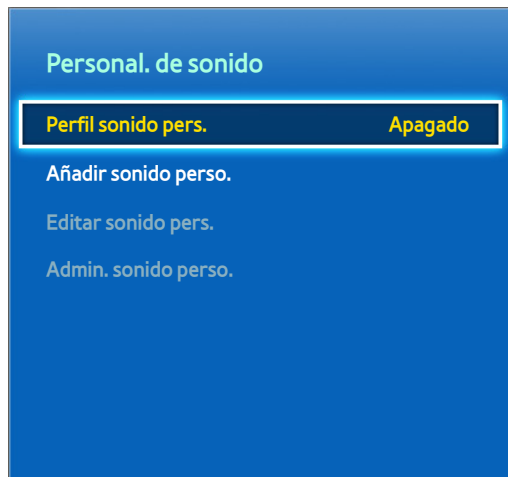 Personal. de sonido
Perfil sonido pers. Apagado
Añadir sonido perso.
Editar sonido pers.
Admin. sonido perso.